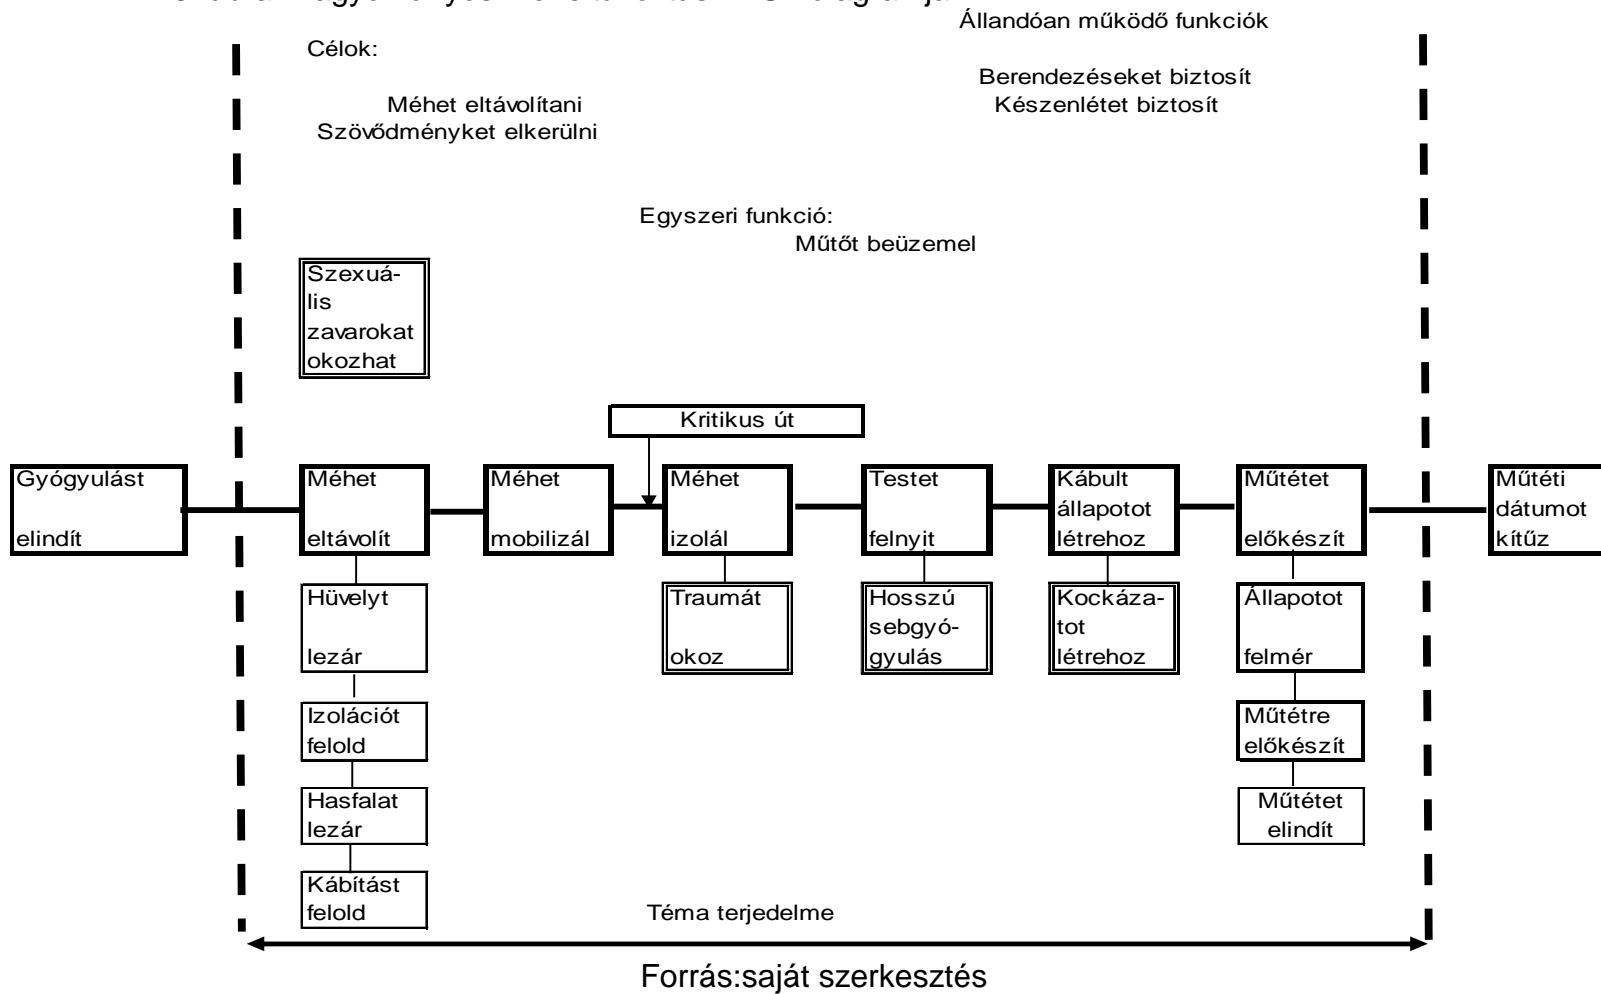 Állandóan működő funkciók
Célok:
Berendezéseket biztosít
Készenlétet biztosít
Méhet eltávolítani
Szövődményket elkerülni
Egyszeri funkció:
Műtőt beüzemel
Szexuá-
lis
zavarokat
okozhat
Kritikus út
Gyógyulást
elindít
Méhet
eltávolít
Méhet
mobilizál
Méhet
izolál
Testet
felnyit
Kábult
állapotot
létrehoz
Műtétet
előkészít
Műtéti
dátumot
kítűz
Hüvelyt
lezár
Traumát
okoz
Hosszú
sebgyó-
gyulás
Kockáza-
tot
létrehoz
Állapotot
felmér
Izolációt
felold
Műtétre
előkészít
Hasfalat
lezár
Műtétet
elindít
Kábítást
felold
Téma terjedelme
Forrás:saját szerkesztés